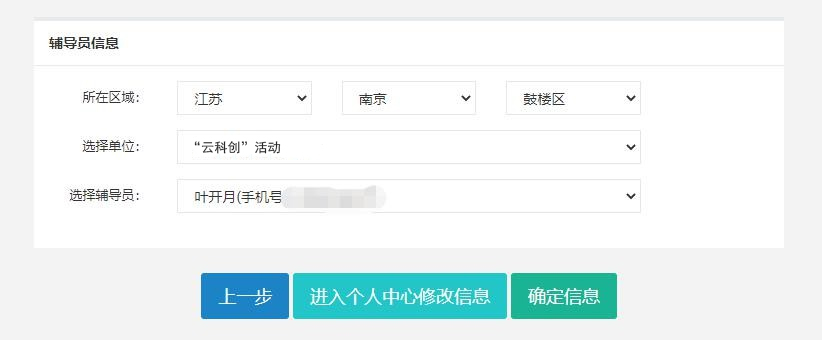 辅导员信息
所在区域： 江苏 南京 鼓楼区
选择单位： “云科创”活动
选择辅导员： 叶开月(手机号
上一步 进入个人中心修改信息 确定信息